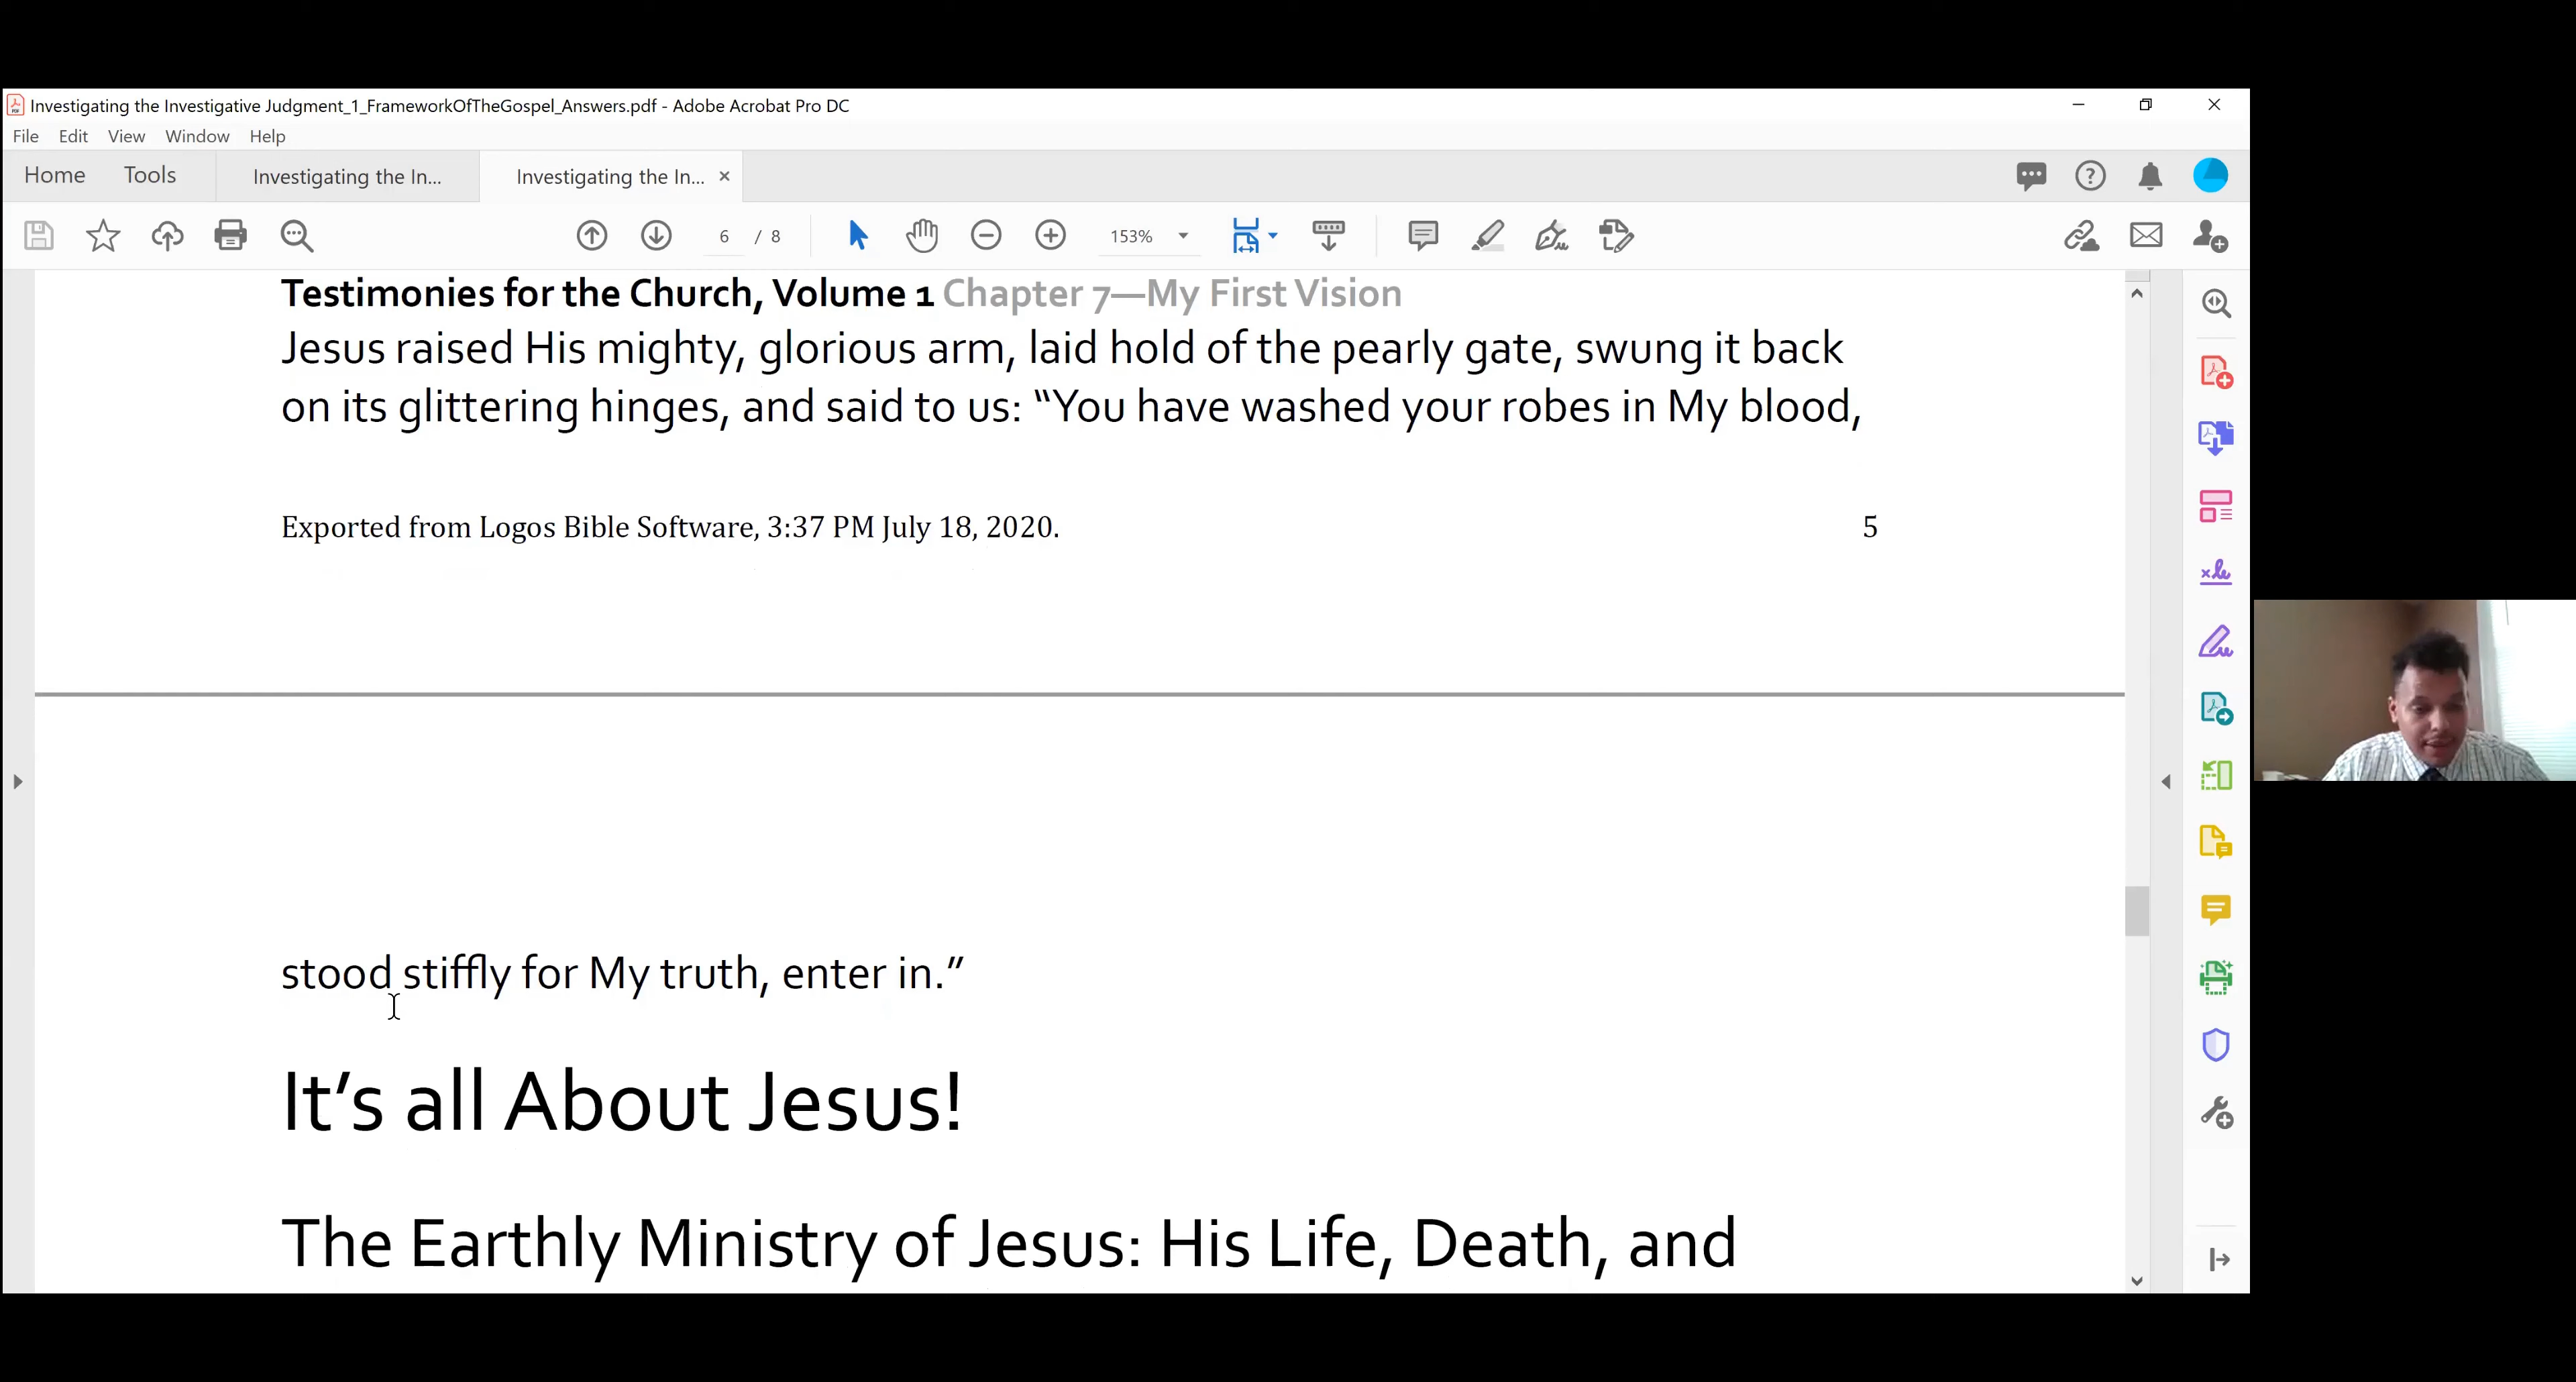 Investigating the Investigative Judgment_1_FrameworkOfTheGospel_Answers.pdf - Adobe Acrobat Pro DC
File Edit View Window Help
Home Tools Investigating the In... Investigating the In... ×
6 / 8 153%
Testimonies for the Church, Volume 1 Chapter 7—My First Vision
Jesus raised His mighty, glorious arm, laid hold of the pearly gate, swung it back
on its glittering hinges, and said to us: “You have washed your robes in My blood,
Exported from Logos Bible Software, 3:37 PM July 18, 2020. 5
stood stiffly for My truth, enter in.”
It’s all About Jesus!
The Earthly Ministry of Jesus: His Life, Death, and